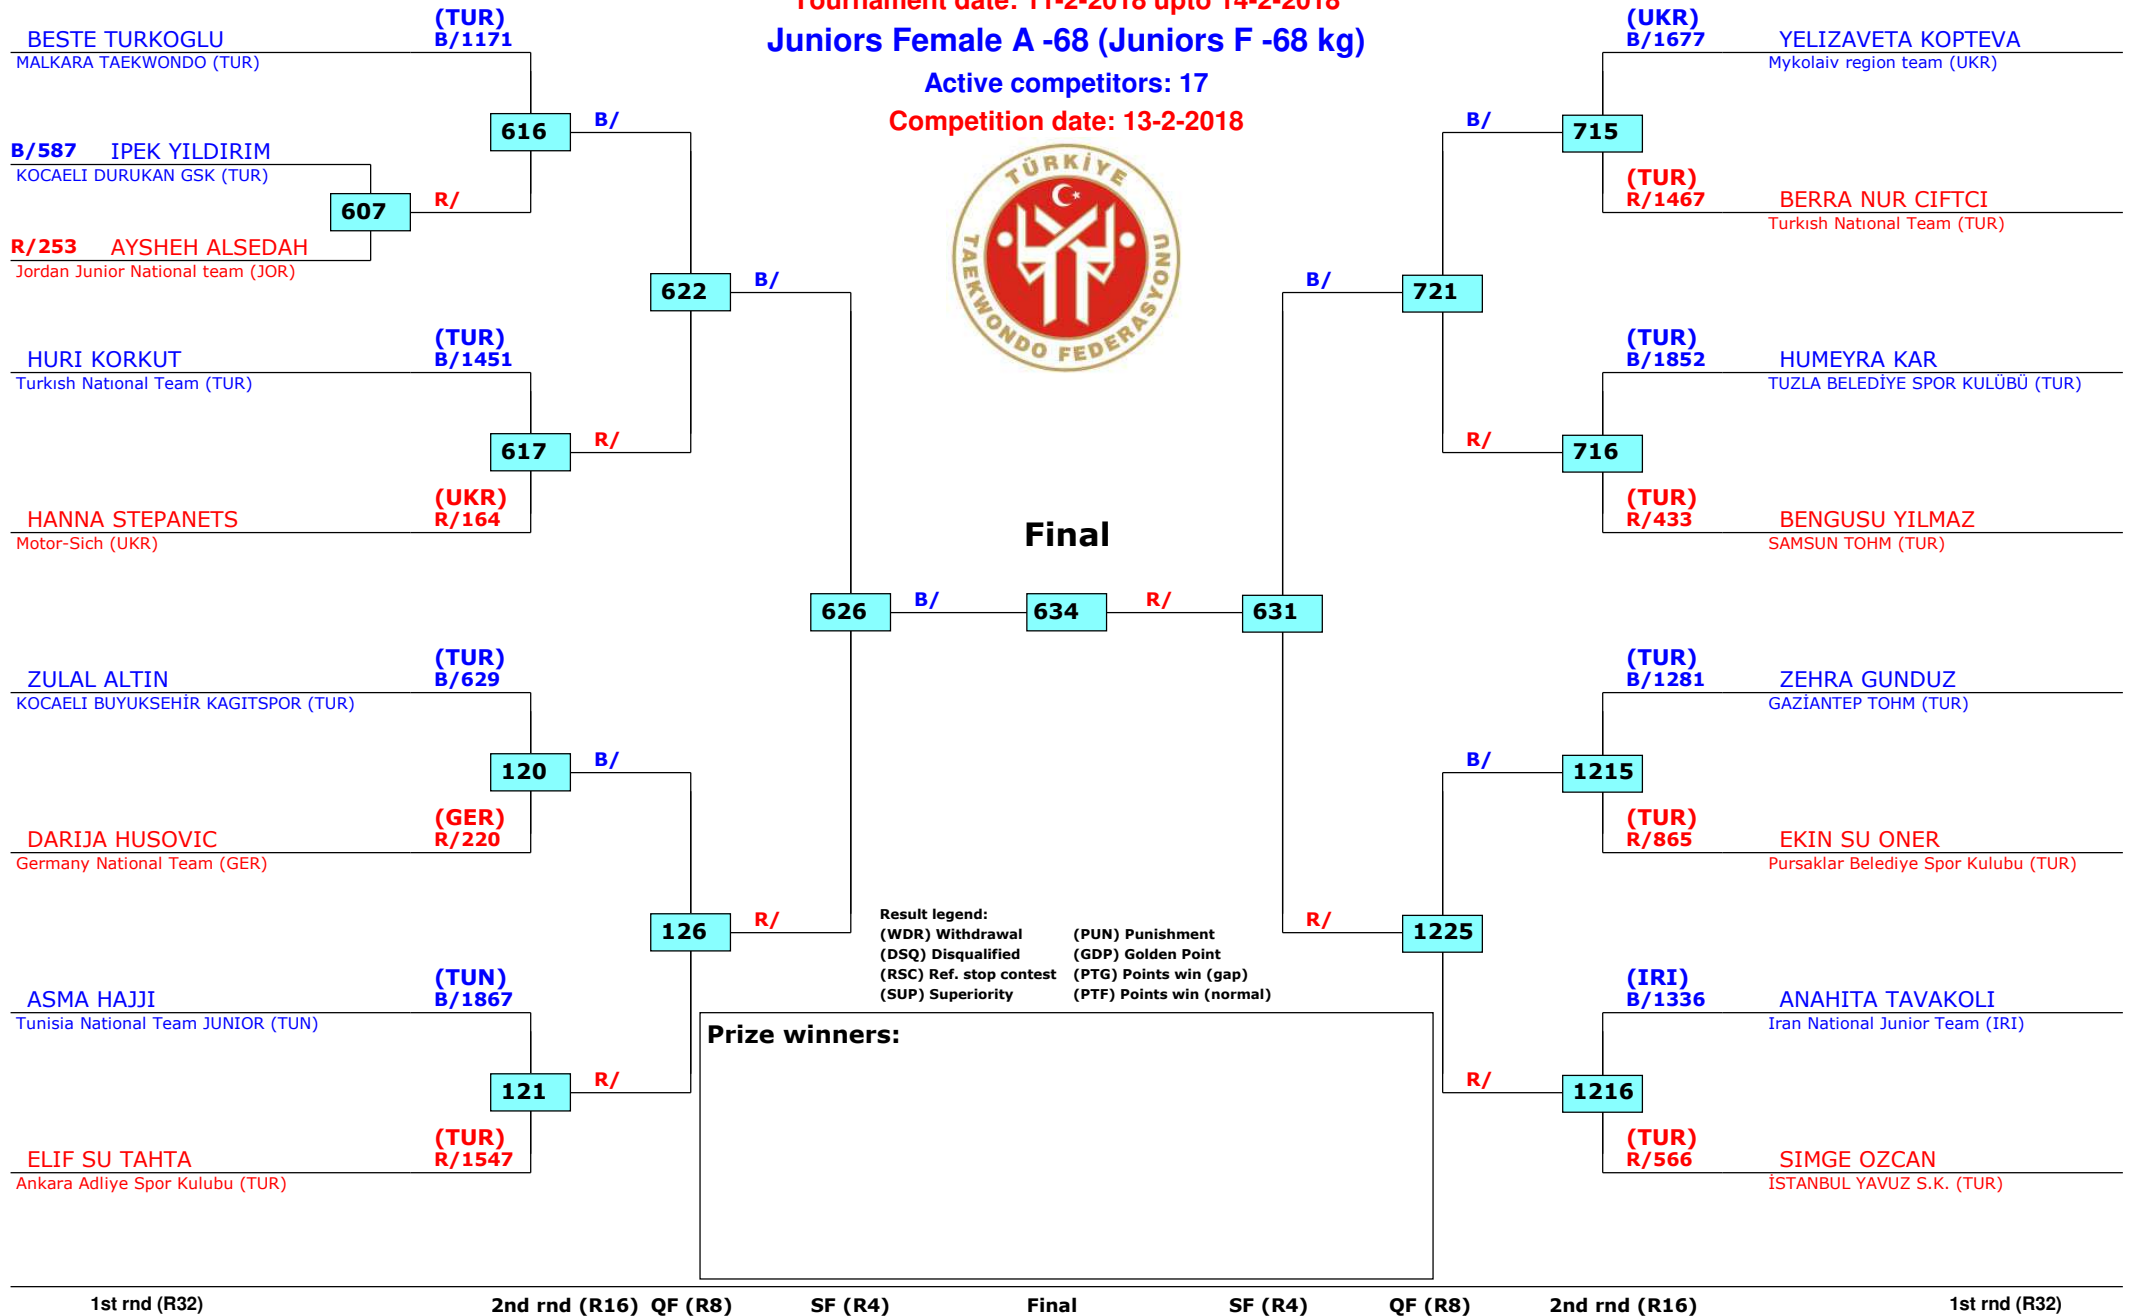 Tournament date: 11-2-2018 upto 14-2-2018
Juniors Female A -68 (Juniors F -68 kg)
Active competitors: 17
Competition date: 13-2-2018
TÜRKİYE
TAEKWONDO FEDERASYONU
(TUR)
BESTE TURKOGLU B/1171
MALKARA TAEKWONDO (TUR)
616 B/
B/587 IPEK YILDIRIM
KOCAELI DURUKAN GSK (TUR)
607 R/
R/253 AYSHEH ALSEDAH
Jordan Junior National team (JOR)
622 B/
(TUR)
HURI KORKUT B/1451
Turkısh Natıonal Team (TUR)
617 R/
(UKR)
HANNA STEPANETS R/164
Motor-Sich (UKR)
(TUR)
ZULAL ALTIN B/629
KOCAELI BUYUKSEHİR KAGITSPOR (TUR)
120 B/
(GER)
DARIJA HUSOVIC R/220
Germany National Team (GER)
126 R/
(TUN)
ASMA HAJJI B/1867
Tunisia National Team JUNIOR (TUN)
121 R/
(TUR)
ELIF SU TAHTA R/1547
Ankara Adliye Spor Kulubu (TUR)
Final
626 B/ 634 R/ 631
(UKR)
B/1677 YELIZAVETA KOPTEVA
Mykolaiv region team (UKR)
B/ 715
(TUR)
R/1467 BERRA NUR CIFTCI
Turkısh Natıonal Team (TUR)
B/ 721
(TUR)
B/1852 HUMEYRA KAR
TUZLA BELEDİYE SPOR KULÜBÜ (TUR)
R/ 716
(TUR)
R/433 BENGUSU YILMAZ
SAMSUN TOHM (TUR)
(TUR)
B/1281 ZEHRA GUNDUZ
GAZİANTEP TOHM (TUR)
B/ 1215
(TUR)
R/865 EKIN SU ONER
Pursaklar Belediye Spor Kulubu (TUR)
R/ 1225
(IRI)
B/1336 ANAHITA TAVAKOLI
Iran National Junior Team (IRI)
R/ 1216
(TUR)
R/566 SIMGE OZCAN
İSTANBUL YAVUZ S.K. (TUR)
Result legend:
(WDR) Withdrawal (PUN) Punishment
(DSQ) Disqualified (GDP) Golden Point
(RSC) Ref. stop contest (PTG) Points win (gap)
(SUP) Superiority (PTF) Points win (normal)
Prize winners:
1st rnd (R32) 2nd rnd (R16) QF (R8) SF (R4) Final SF (R4) QF (R8) 2nd rnd (R16) 1st rnd (R32)